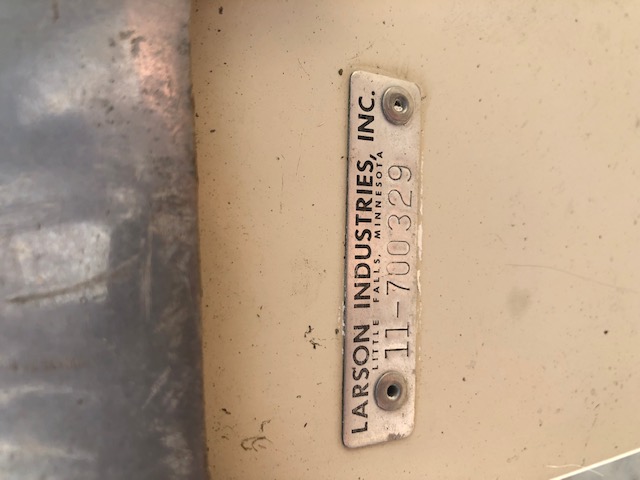 LARSON INDUSTRIES, INC.
LITTLE FALLS, MINNESOTA
11-700329